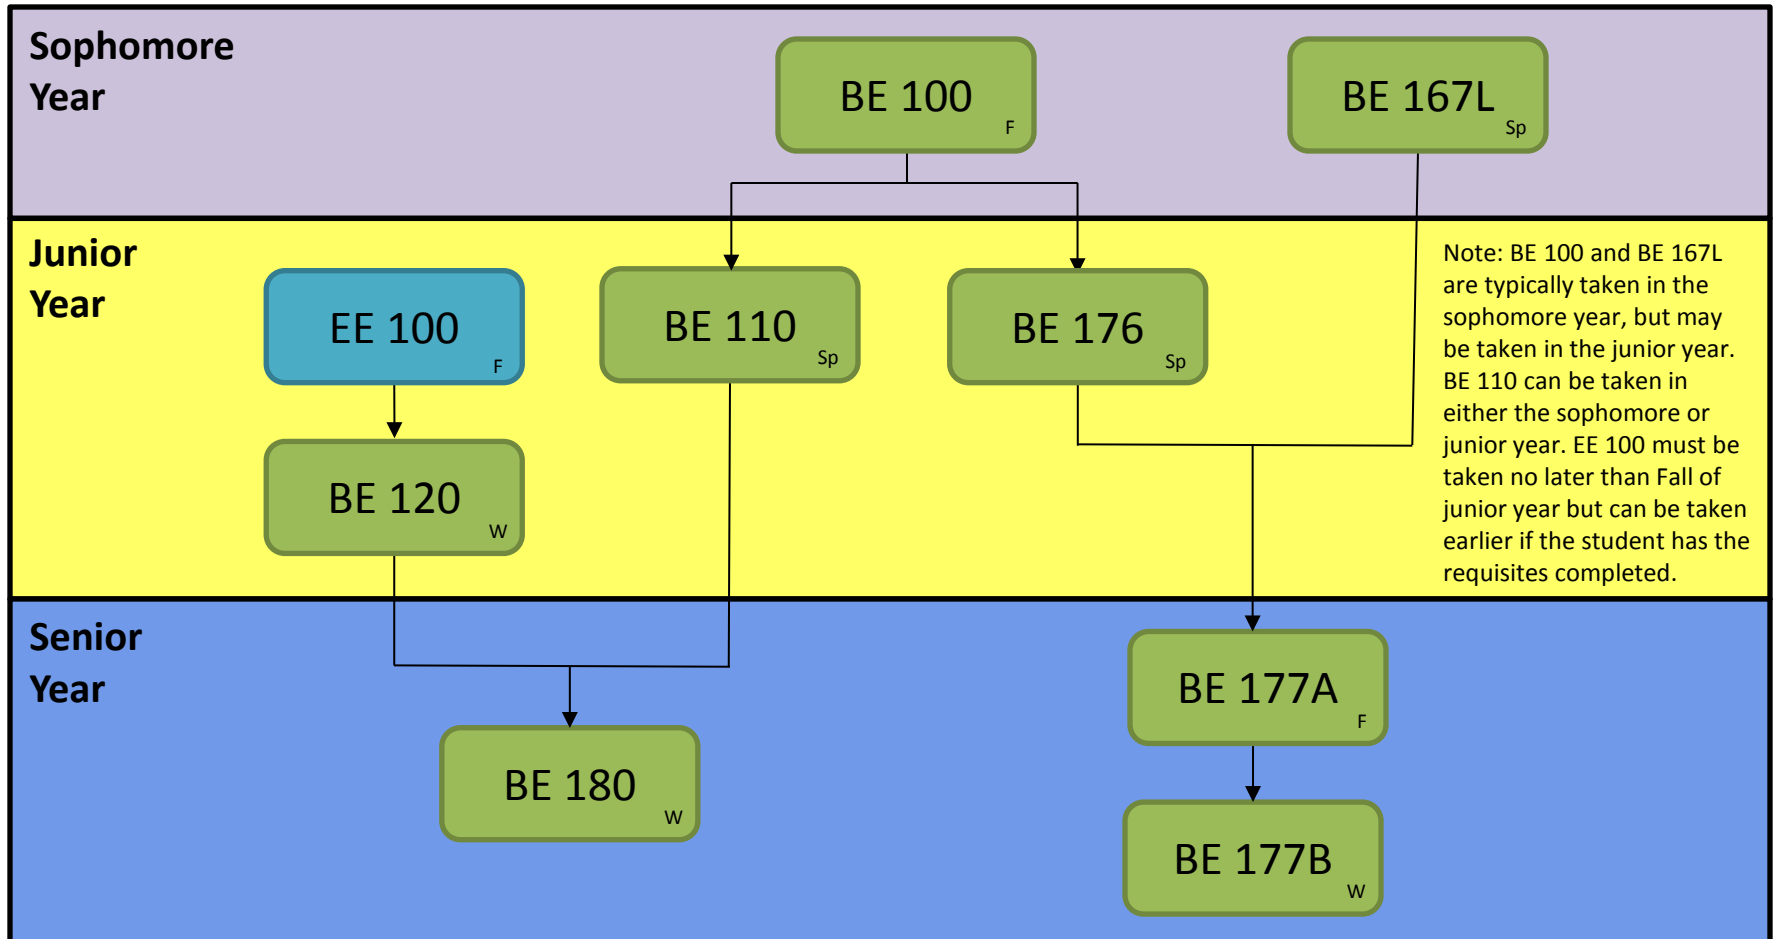 Sophomore
Year
BE 100
F
BE 167L
Sp
Junior
Year
EE 100
F
BE 110
Sp
BE 176
Sp
Note: BE 100 and BE 167L
are typically taken in the
sophomore year, but may
be taken in the junior year.
BE 110 can be taken in
either the sophomore or
junior year. EE 100 must be
taken no later than Fall of
junior year but can be taken
earlier if the student has the
requisites completed.
BE 120
W
Senior
Year
BE 177A
F
BE 180
W
BE 177B
W